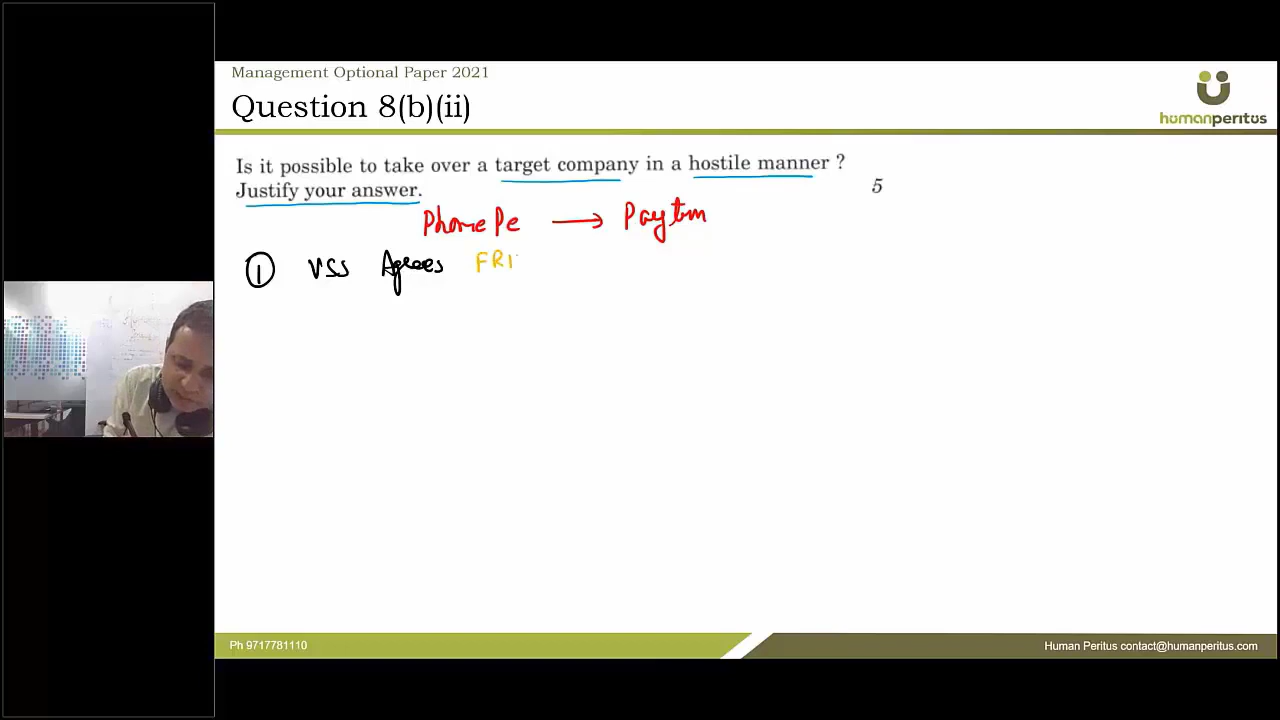 Management Optional Paper 2021
Question 8(b)(ii)
humanperitus
Is it possible to take over a target company in a hostile manner ?
Justify your answer.
5
PhonePe → Paytm
1 VSS Agrees FRI
Ph 9717781110
Human Peritus contact@humanperitus.com